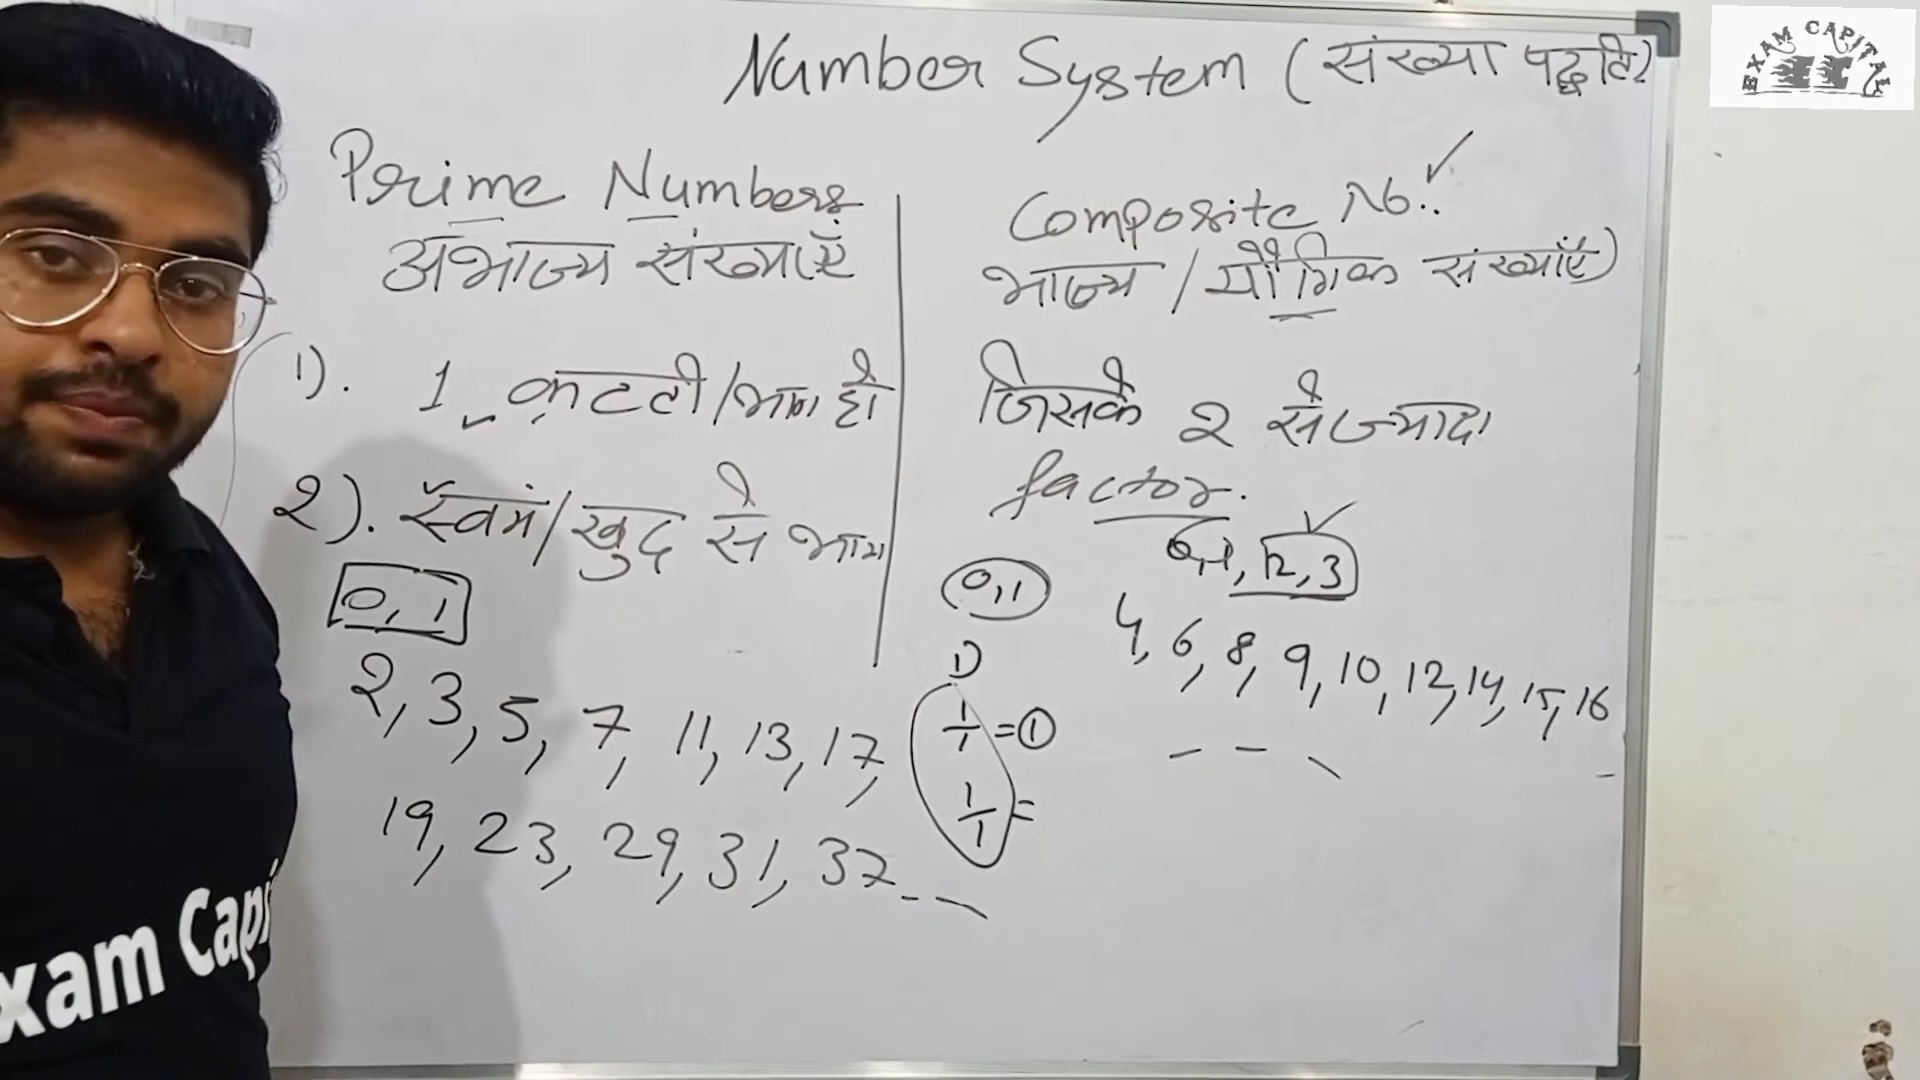 EXAM CAPITAL
Number System (संख्या पद्धति)
Prime Numbers
अभाज्य संख्याएँ
1). 1 कटती/भाग हो
2). स्वयं/खुद से भाग
0, 1
2, 3, 5, 7, 11, 13, 17,
19, 23, 29, 31, 37 ---
Composite No.
भाज्य / यौगिक संख्याएँ)
जिसके 2 से ज्यादा
factor.
2, 3
0,1
4, 6, 8, 9, 10, 12, 14, 15, 16
- - -
1)
1/1 = 1
1/1 =
xam Capi